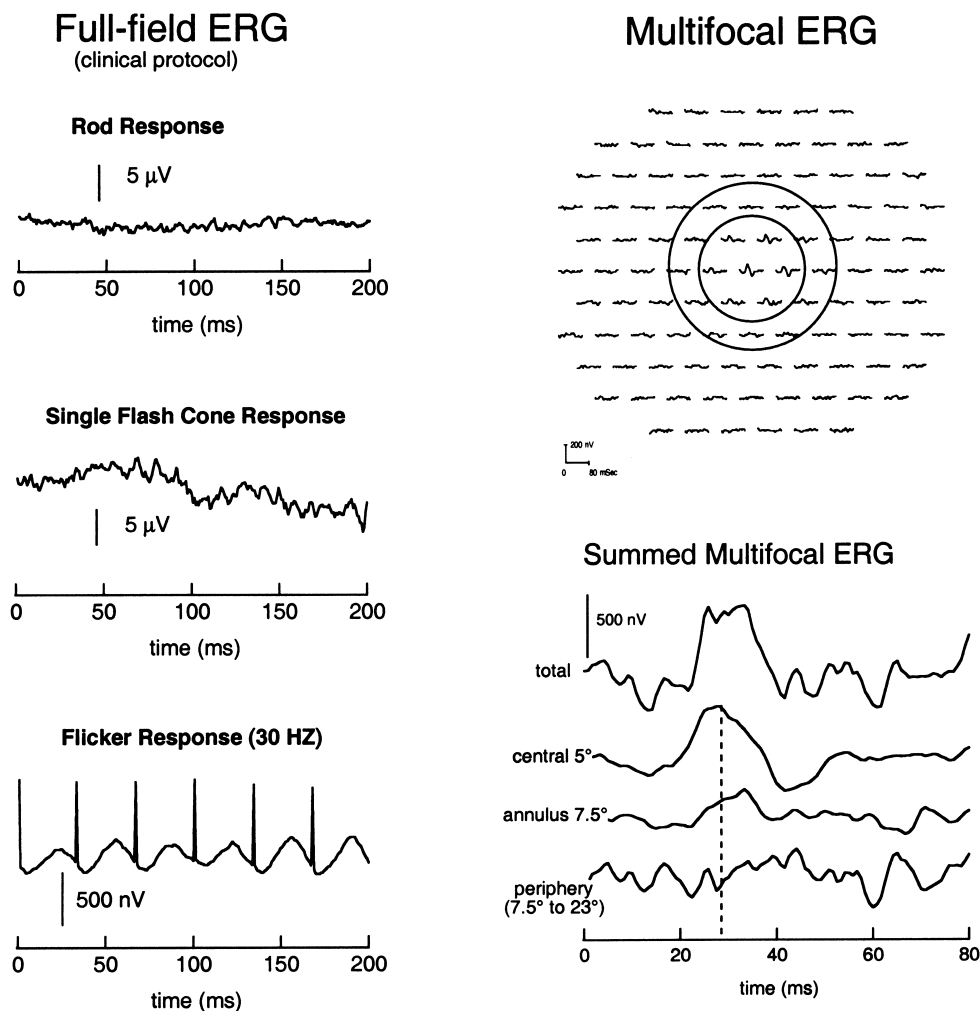 Full-field ERG
(clinical protocol)
Rod Response
5 μV
0 50 100 150 200
time (ms)
Single Flash Cone Response
5 μV
0 50 100 150 200
time (ms)
Flicker Response (30 HZ)
500 nV
0 50 100 150 200
time (ms)
Multifocal ERG
200 nV
0 80 mSec
Summed Multifocal ERG
500 nV
total
central 5°
annulus 7.5°
periphery
(7.5° to 23°)
0 20 40 60 80
time (ms)